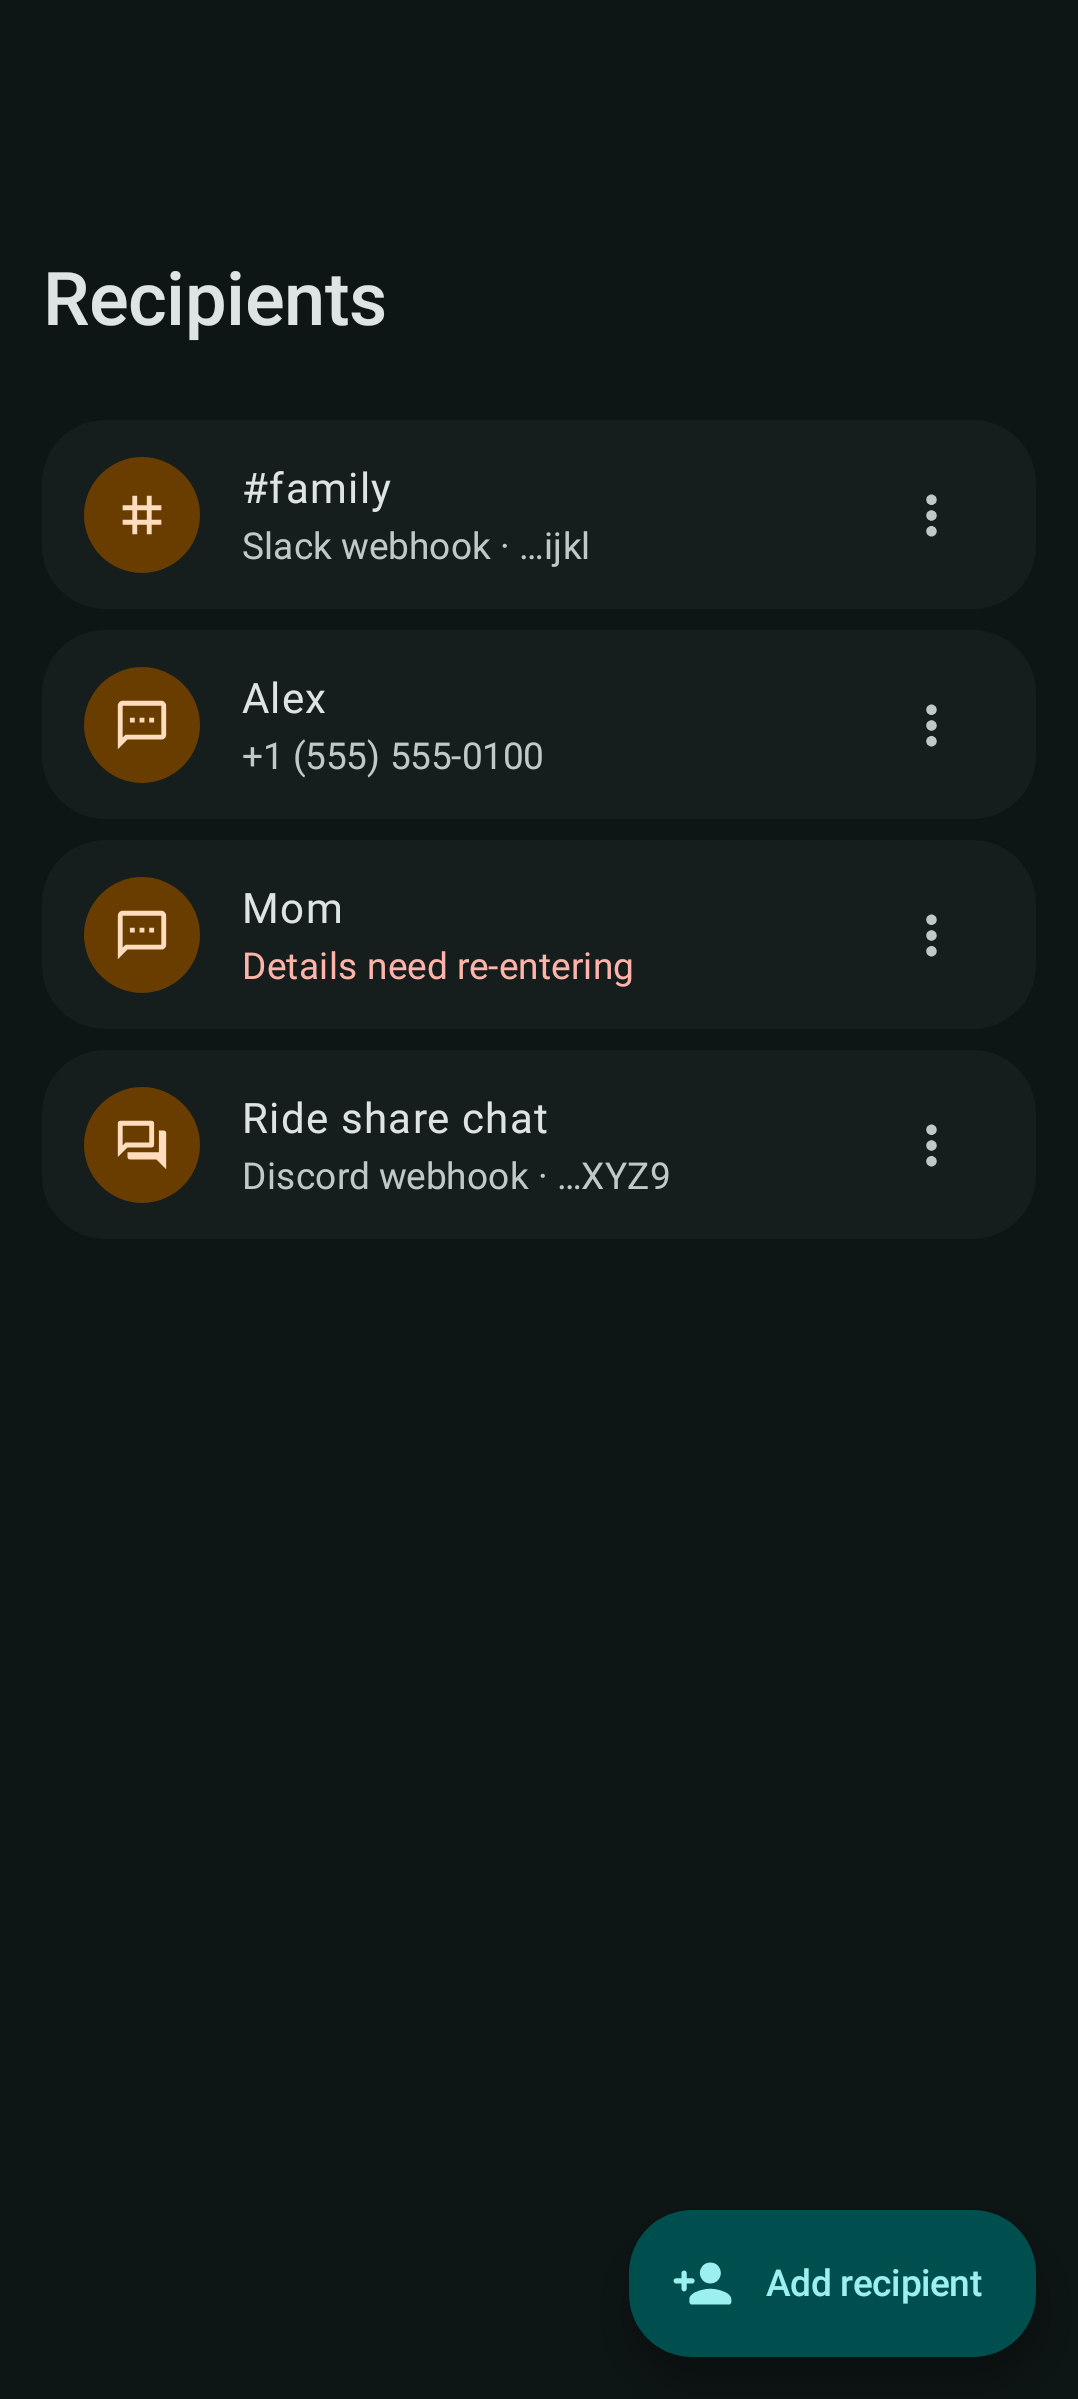 Recipients
#family
Slack webhook · …ijkl
Alex
+1 (555) 555-0100
Mom
Details need re-entering
Ride share chat
Discord webhook · …XYZ9
Add recipient